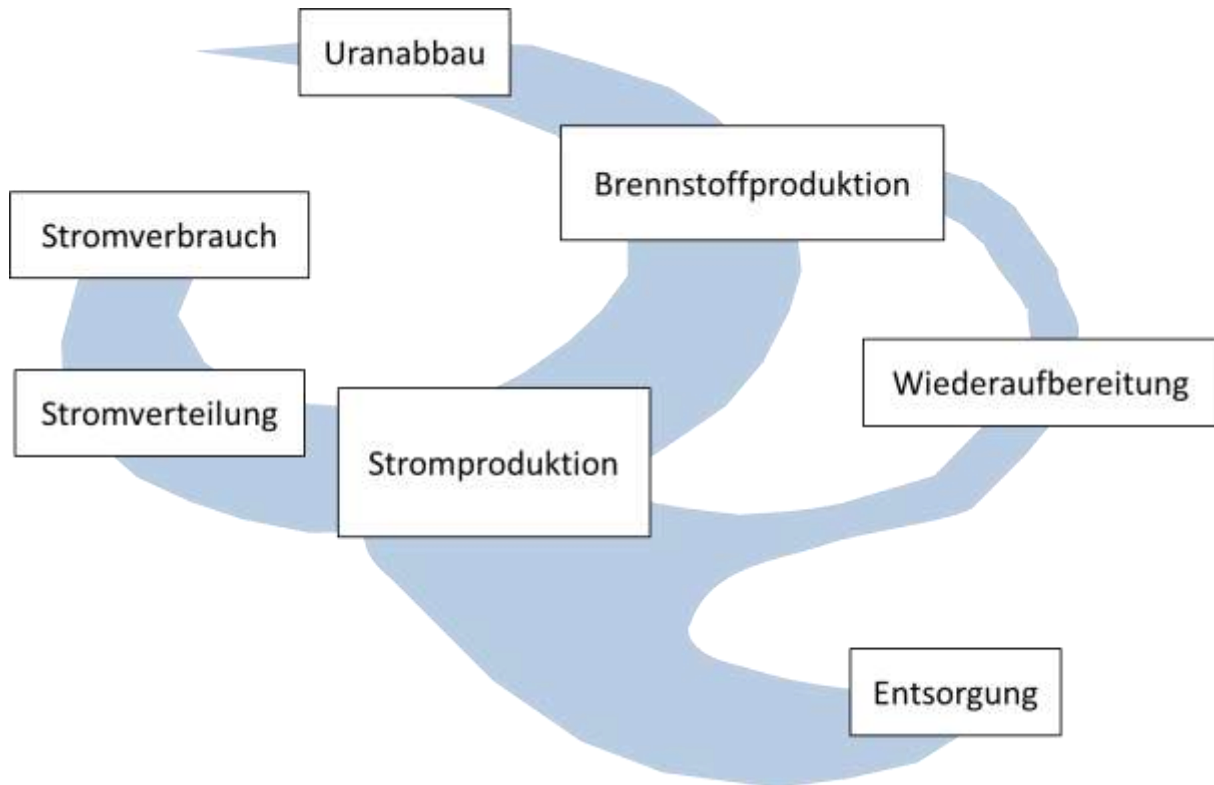 Uranabbau
Brennstoffproduktion
Stromverbrauch
Wiederaufbereitung
Stromverteilung
Stromproduktion
Entsorgung